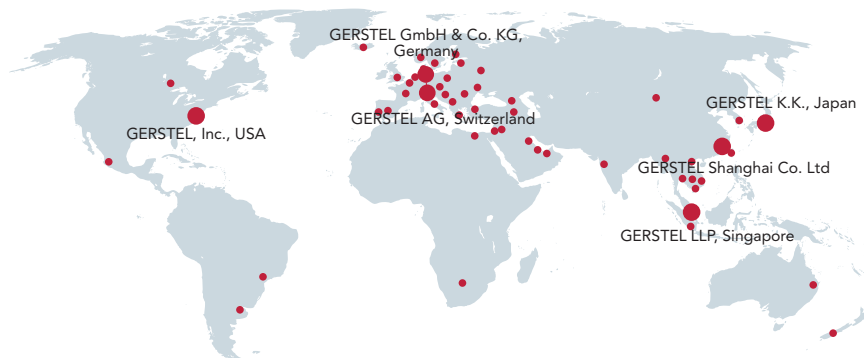 GERSTEL GmbH & Co. KG,
Germany
GERSTEL K.K., Japan
GERSTEL AG, Switzerland
GERSTEL, Inc., USA
GERSTEL Shanghai Co. Ltd
GERSTEL LLP, Singapore